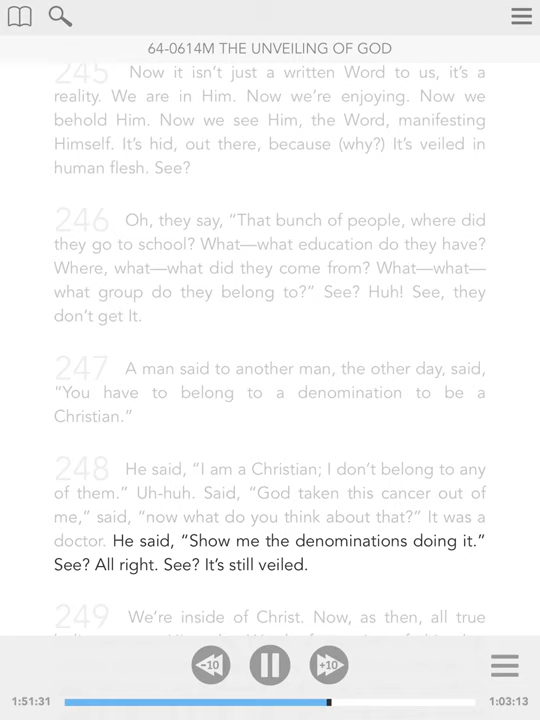 64-0614M THE UNVEILING OF GOD
245 Now it isn't just a written Word to us, it's a
reality. We are in Him. Now we're enjoying. Now we
behold Him. Now we see Him, the Word, manifesting
Himself. It's hid, out there, because (why?) It's veiled in
human flesh. See?
246 Oh, they say, “That bunch of people, where did
they go to school? What—what education do they have?
Where, what—what did they come from? What—what—
what group do they belong to?” See? Huh! See, they
don't get It.
247 A man said to another man, the other day, said,
“You have to belong to a denomination to be a
Christian.”
248 He said, “I am a Christian; I don't belong to any
of them.” Uh-huh. Said, “God taken this cancer out of
me,” said, “now what do you think about that?” It was a
doctor. He said, “Show me the denominations doing it.”
See? All right. See? It's still veiled.
249 We're inside of Christ. Now, as then, all true
-10
+10
1:51:31
1:03:13